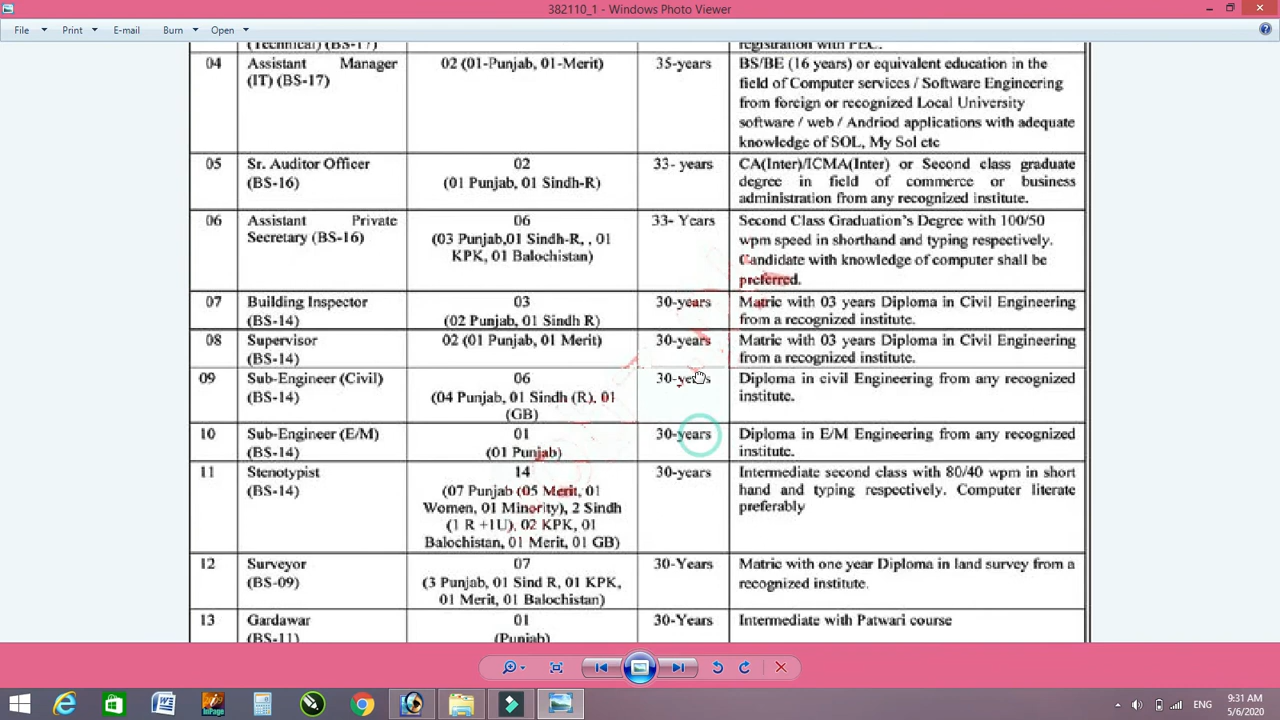 382110_1 - Windows Photo Viewer
File Print E-mail Burn Open
(Technical) (BS-17) registration with PEC.
04 Assistant Manager 02 (01-Punjab, 01-Merit) 35-years BS/BE (16 years) or equivalent education in the
(IT) (BS-17) field of Computer services / Software Engineering
from foreign or recognized Local University
software / web / Andriod applications with adequate
knowledge of SOL, My Sol etc
05 Sr. Auditor Officer 02 33- years CA(Inter)/ICMA(Inter) or Second class graduate
(BS-16) (01 Punjab, 01 Sindh-R) degree in field of commerce or business
administration from any recognized institute.
06 Assistant Private 06 33- Years Second Class Graduation's Degree with 100/50
Secretary (BS-16) (03 Punjab,01 Sindh-R, , 01 wpm speed in shorthand and typing respectively.
KPK, 01 Balochistan) Candidate with knowledge of computer shall be
preferred.
07 Building Inspector 03 30-years Matric with 03 years Diploma in Civil Engineering
(BS-14) (02 Punjab, 01 Sindh R) from a recognized institute.
08 Supervisor 02 (01 Punjab, 01 Merit) 30-years Matric with 03 years Diploma in Civil Engineering
(BS-14) from a recognized institute.
09 Sub-Engineer (Civil) 06 30-years Diploma in civil Engineering from any recognized
(BS-14) (04 Punjab, 01 Sindh (R), 01 institute.
(GB)
10 Sub-Engineer (E/M) 01 30-years Diploma in E/M Engineering from any recognized
(BS-14) (01 Punjab) institute.
11 Stenotypist 14 30-years Intermediate second class with 80/40 wpm in short
(BS-14) (07 Punjab (05 Merit, 01 hand and typing respectively. Computer literate
Women, 01 Minority), 2 Sindh preferably
(1 R +1U), 02 KPK, 01
Balochistan, 01 Merit, 01 GB)
12 Surveyor 07 30-Years Matric with one year Diploma in land survey from a
(BS-09) (3 Punjab, 01 Sind R, 01 KPK, recognized institute.
01 Merit, 01 Balochistan)
13 Gardawar 01 30-Years Intermediate with Patwari course
(BS-11) (Punjab)
ENG 9:31 AM
5/6/2020